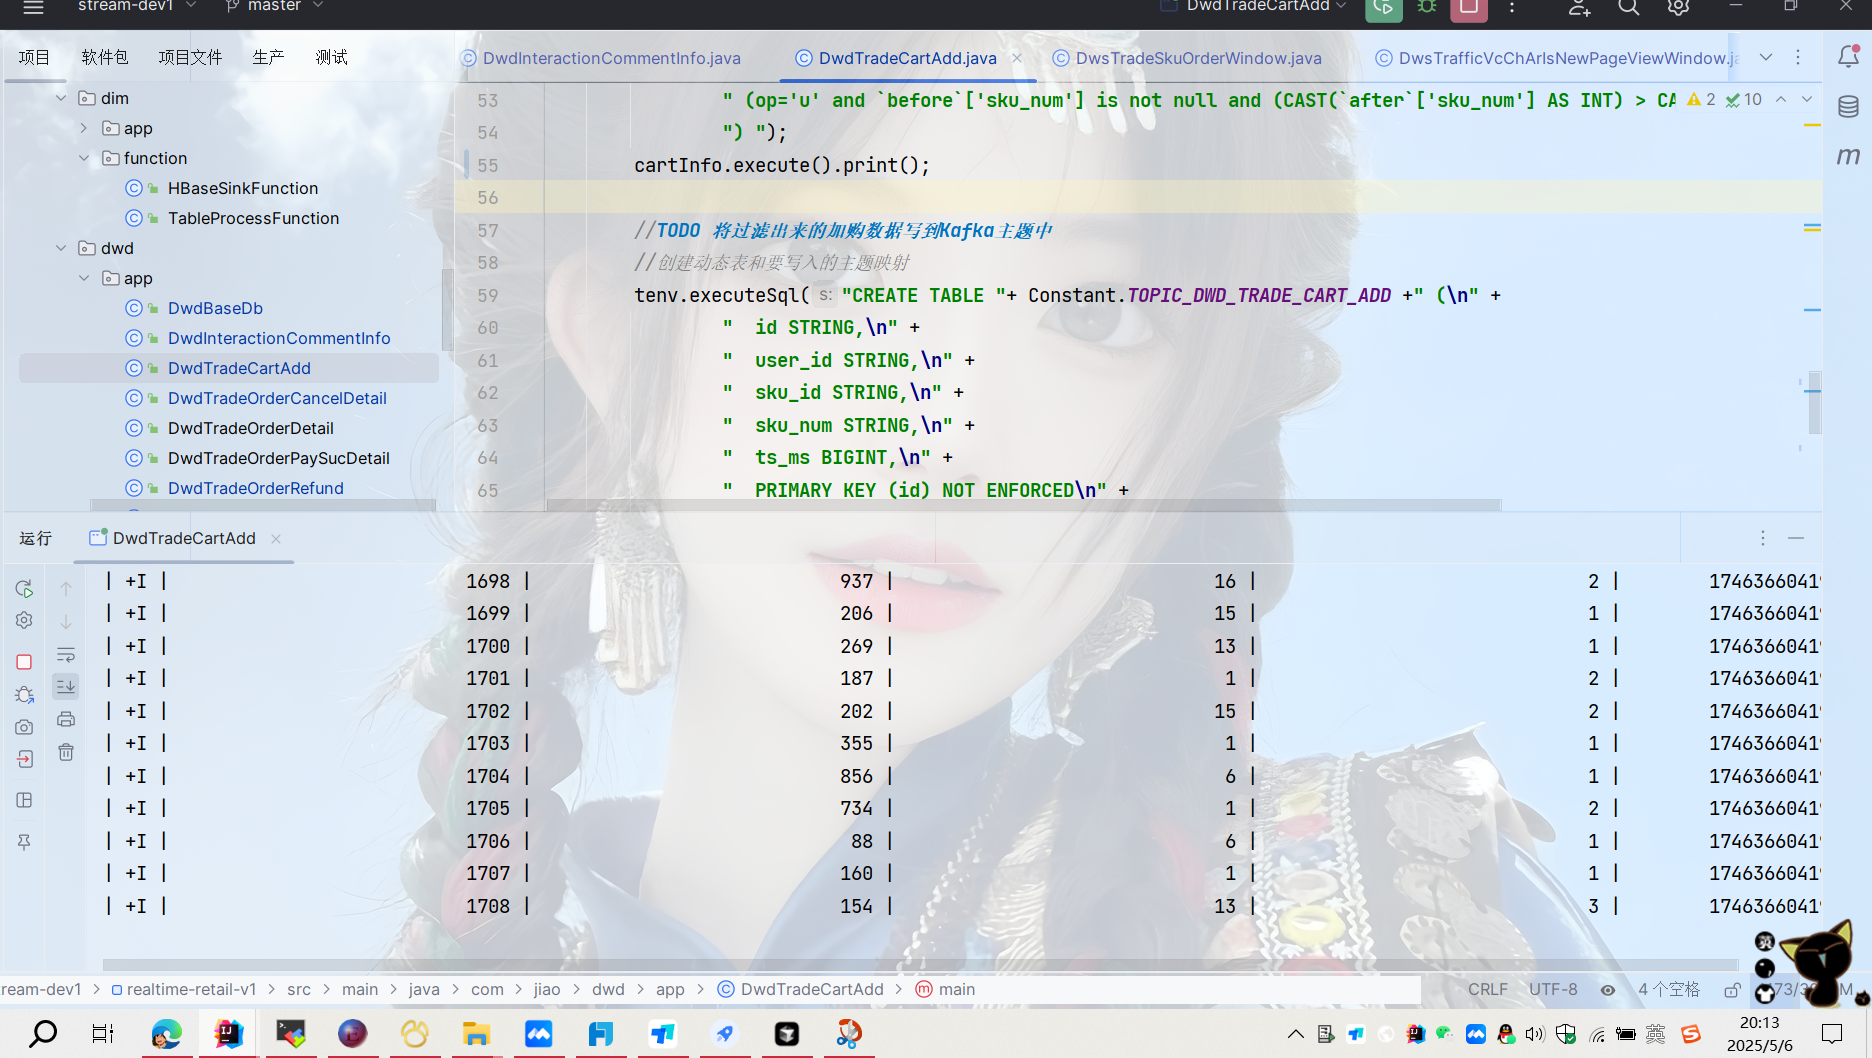 stream-dev1
master
DwdTradeCartAdd
项目
软件包
项目文件
生产
测试
DwdInteractionCommentInfo.java
DwdTradeCartAdd.java
DwsTradeSkuOrderWindow.java
DwsTrafficVcChArIsNewPageViewWindow.ja
dim
app
function
HBaseSinkFunction
TableProcessFunction
dwd
app
DwdBaseDb
DwdInteractionCommentInfo
DwdTradeCartAdd
DwdTradeOrderCancelDetail
DwdTradeOrderDetail
DwdTradeOrderPaySucDetail
DwdTradeOrderRefund
2 10
53 " (op='u' and `before`['sku_num'] is not null and (CAST(`after`['sku_num'] AS INT) > CA
54 ") ");
55 cartInfo.execute().print();
56
57 //TODO 将过滤出来的加购数据写到Kafka主题中
58 //创建动态表和要写入的主题映射
59 tenv.executeSql( s: "CREATE TABLE "+ Constant.TOPIC_DWD_TRADE_CART_ADD +" (\n" +
60 "  id STRING,\n" +
61 "  user_id STRING,\n" +
62 "  sku_id STRING,\n" +
63 "  sku_num STRING,\n" +
64 "  ts_ms BIGINT,\n" +
65 "  PRIMARY KEY (id) NOT ENFORCED\n" +
运行
DwdTradeCartAdd
| +I | 1698 | 937 | 16 | 2 | 1746366041
| +I | 1699 | 206 | 15 | 1 | 1746366041
| +I | 1700 | 269 | 13 | 1 | 1746366041
| +I | 1701 | 187 | 1 | 2 | 1746366041
| +I | 1702 | 202 | 15 | 2 | 1746366041
| +I | 1703 | 355 | 1 | 1 | 1746366041
| +I | 1704 | 856 | 6 | 1 | 1746366041
| +I | 1705 | 734 | 1 | 2 | 1746366041
| +I | 1706 | 88 | 6 | 1 | 1746366041
| +I | 1707 | 160 | 1 | 1 | 1746366041
| +I | 1708 | 154 | 13 | 3 | 1746366041
ream-dev1 > realtime-retail-v1 > src > main > java > com > jiao > dwd > app > DwdTradeCartAdd > main
CRLF UTF-8 4 个空格
英
20:13
2025/5/6